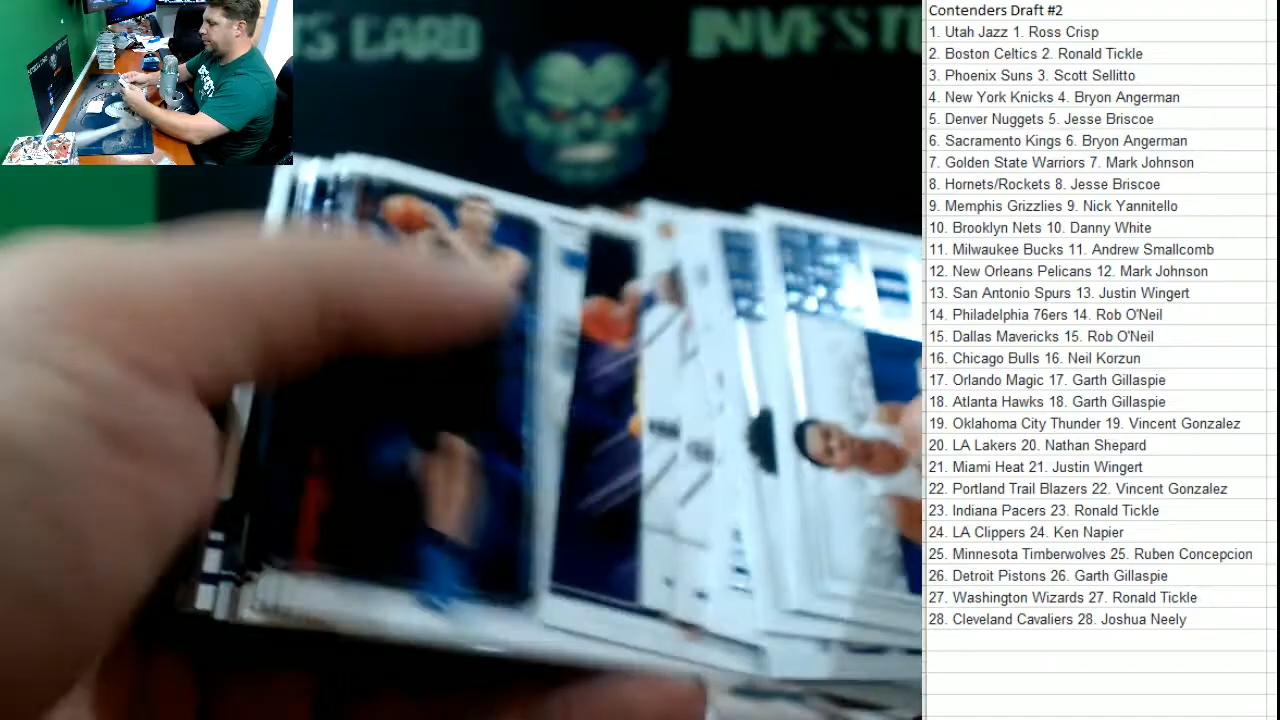 TS CARD
INVEST
Contenders Draft #2
1. Utah Jazz 1. Ross Crisp
2. Boston Celtics 2. Ronald Tickle
3. Phoenix Suns 3. Scott Sellitto
4. New York Knicks 4. Bryon Angerman
5. Denver Nuggets 5. Jesse Briscoe
6. Sacramento Kings 6. Bryon Angerman
7. Golden State Warriors 7. Mark Johnson
8. Hornets/Rockets 8. Jesse Briscoe
9. Memphis Grizzlies 9. Nick Yannitello
10. Brooklyn Nets 10. Danny White
11. Milwaukee Bucks 11. Andrew Smallcomb
12. New Orleans Pelicans 12. Mark Johnson
13. San Antonio Spurs 13. Justin Wingert
14. Philadelphia 76ers 14. Rob O'Neil
15. Dallas Mavericks 15. Rob O'Neil
16. Chicago Bulls 16. Neil Korzun
17. Orlando Magic 17. Garth Gillaspie
18. Atlanta Hawks 18. Garth Gillaspie
19. Oklahoma City Thunder 19. Vincent Gonzalez
20. LA Lakers 20. Nathan Shepard
21. Miami Heat 21. Justin Wingert
22. Portland Trail Blazers 22. Vincent Gonzalez
23. Indiana Pacers 23. Ronald Tickle
24. LA Clippers 24. Ken Napier
25. Minnesota Timberwolves 25. Ruben Concepcion
26. Detroit Pistons 26. Garth Gillaspie
27. Washington Wizards 27. Ronald Tickle
28. Cleveland Cavaliers 28. Joshua Neely